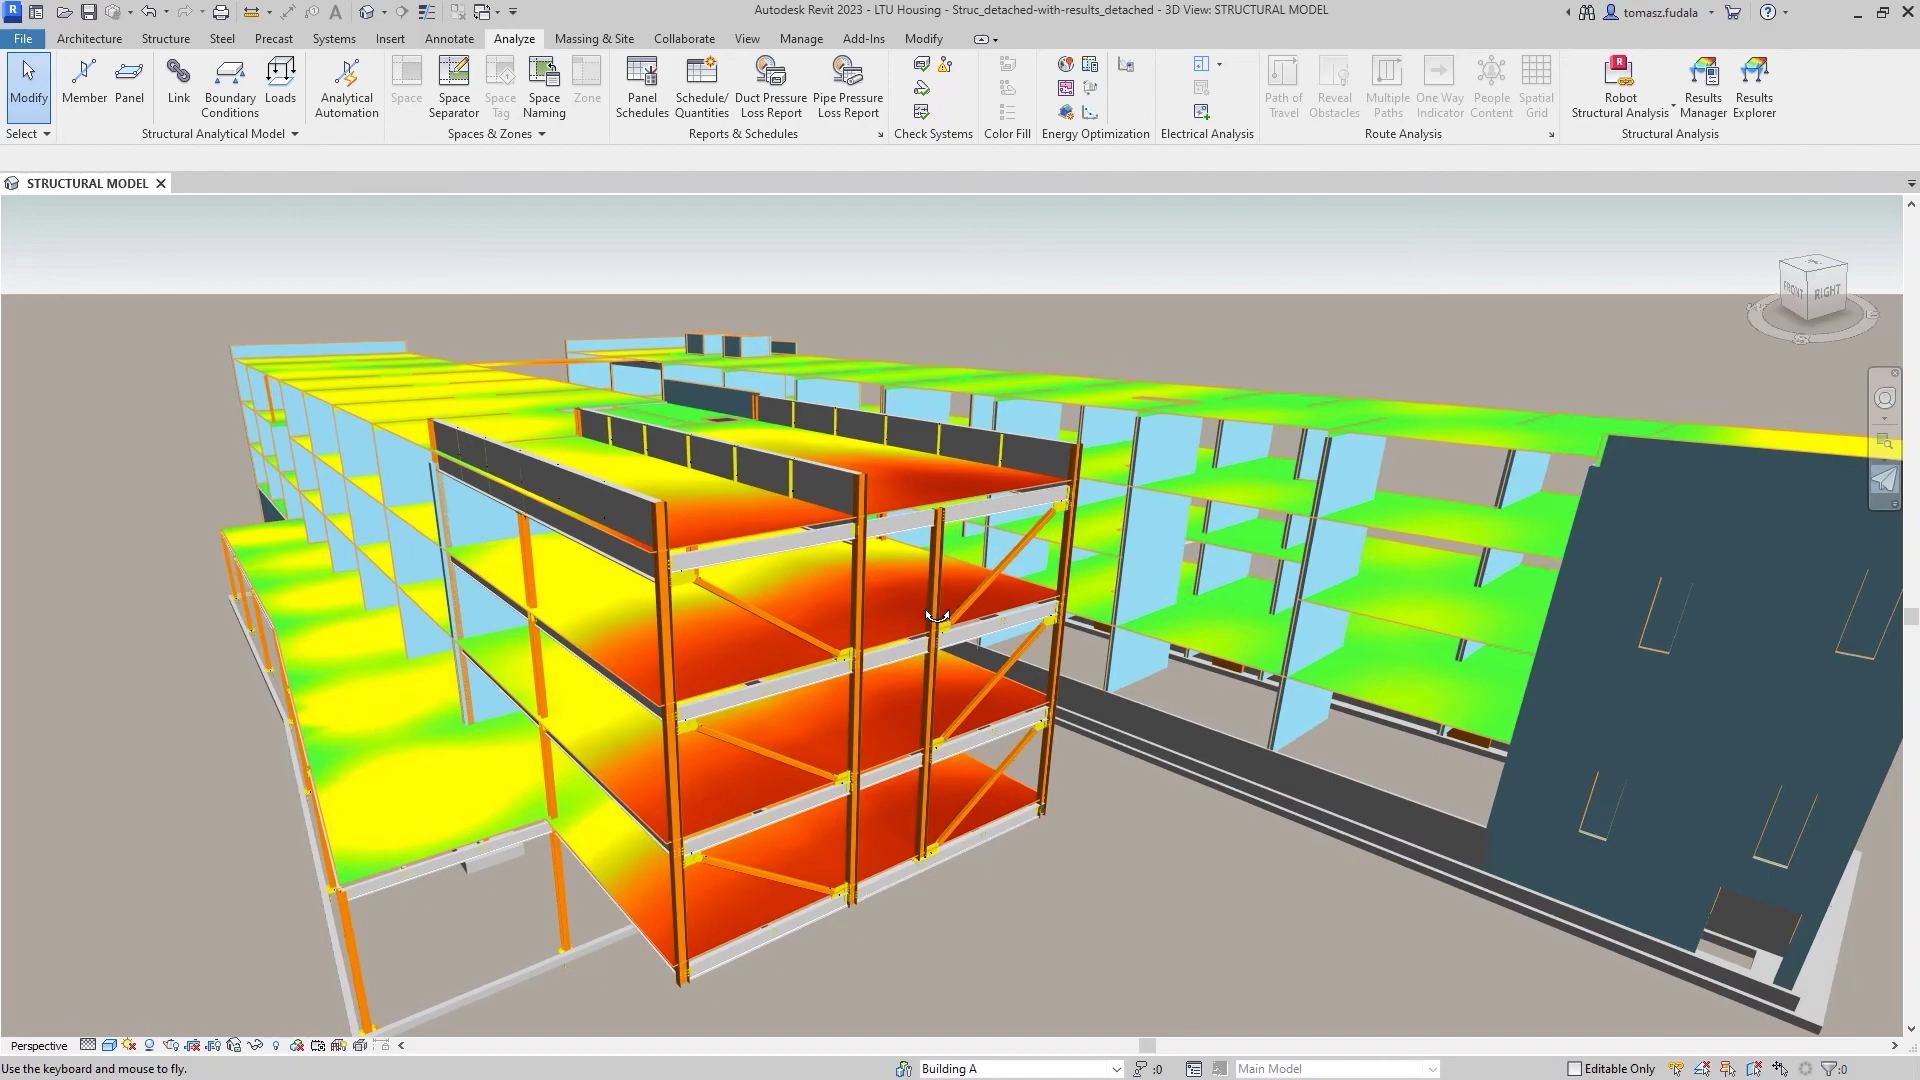 Autodesk Revit 2023 - LTU Housing - Struc_detached-with-results_detached - 3D View: STRUCTURAL MODEL
tomasz.fudala
File Architecture Structure Steel Precast Systems Insert Annotate Analyze Massing & Site Collaborate View Manage Add-Ins Modify
Modify
Member
Panel
Link
Boundary
Conditions
Loads
Analytical
Automation
Space
Space
Separator
Space
Tag
Space
Naming
Zone
Panel
Schedules
Schedule/
Quantities
Duct Pressure
Loss Report
Pipe Pressure
Loss Report
Path of
Travel
Reveal
Obstacles
Multiple
Paths
One Way
Indicator
People
Content
Spatial
Grid
Robot
Structural Analysis
Results
Manager
Results
Explorer
Select
Structural Analytical Model
Spaces & Zones
Reports & Schedules
Check Systems
Color Fill
Energy Optimization
Electrical Analysis
Route Analysis
Structural Analysis
STRUCTURAL MODEL
FRONT
RIGHT
S
E
Perspective
Use the keyboard and mouse to fly.
Building A
:0
Main Model
Editable Only
:0